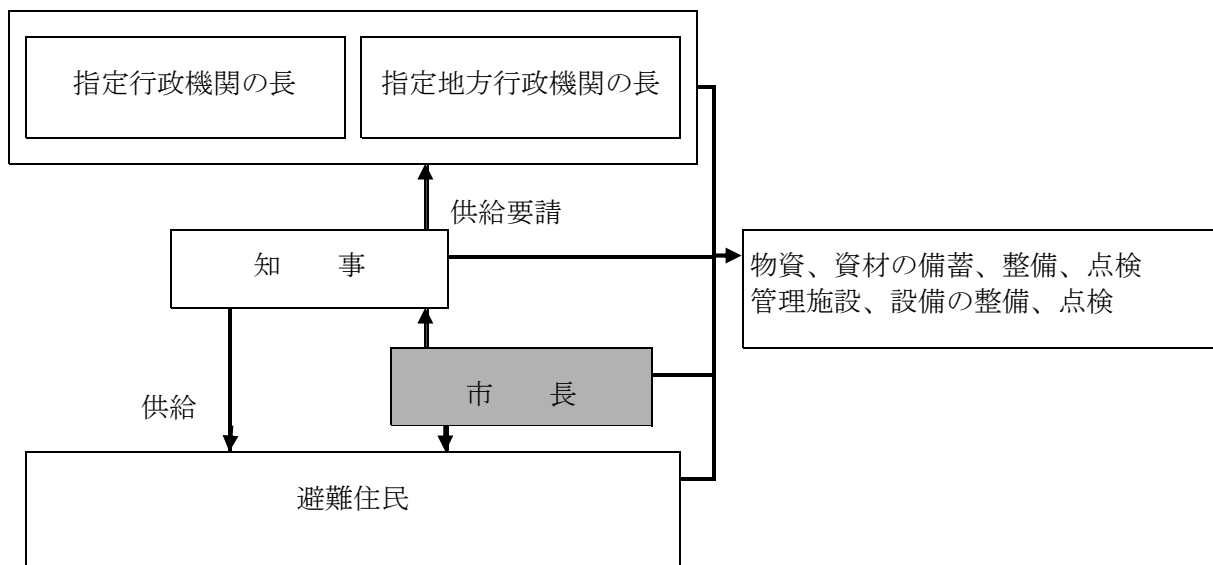 指定行政機関の長
指定地方行政機関の長
供給要請
知　　事
物資、資材の備蓄、整備、点検
管理施設、設備の整備、点検
市　　長
供給
避難住民